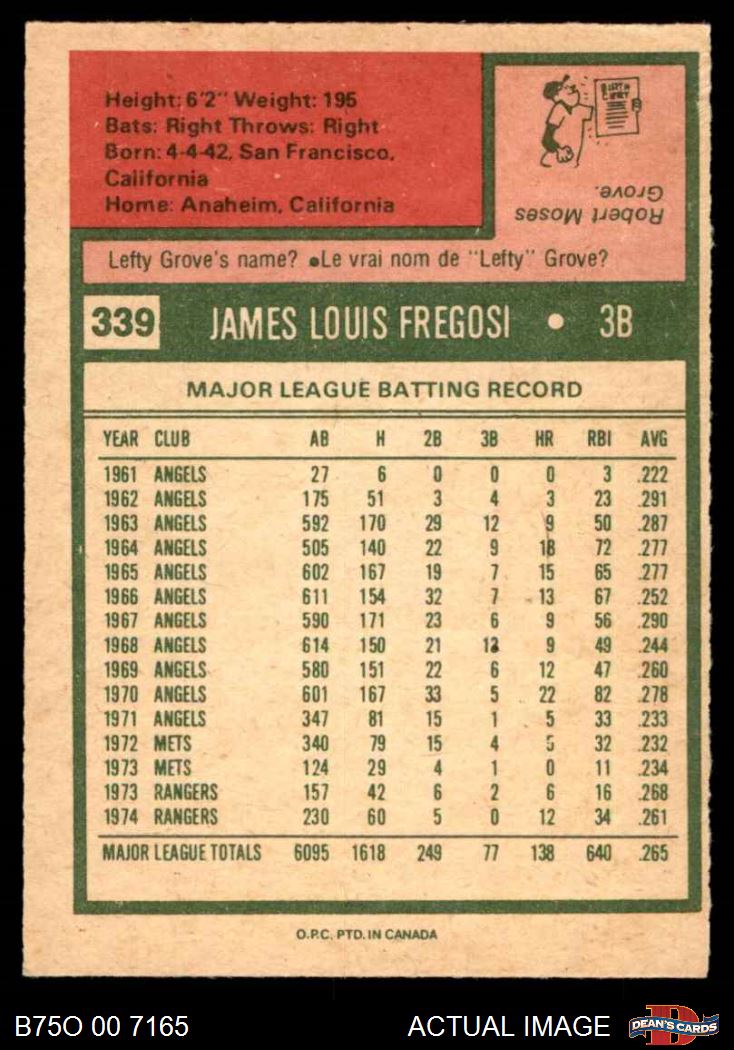 Height: 6'2" Weight: 195
Bats: Right Throws: Right
Born: 4-4-42, San Francisco,
California
Home: Anaheim, California
Robert Moses
Grove.
Lefty Grove's name? •Le vrai nom de "Lefty" Grove?
339 JAMES LOUIS FREGOSI • 3B
MAJOR LEAGUE BATTING RECORD
YEAR CLUB AB H 2B 3B HR RBI AVG
1961 ANGELS 27 6 0 0 0 3 .222
1962 ANGELS 175 51 3 4 3 23 .291
1963 ANGELS 592 170 29 12 9 50 .287
1964 ANGELS 505 140 22 9 18 72 .277
1965 ANGELS 602 167 19 7 15 65 .277
1966 ANGELS 611 154 32 7 13 67 .252
1967 ANGELS 590 171 23 6 9 56 .290
1968 ANGELS 614 150 21 13 9 49 .244
1969 ANGELS 580 151 22 6 12 47 .260
1970 ANGELS 601 167 33 5 22 82 .278
1971 ANGELS 347 81 15 1 5 33 .233
1972 METS 340 79 15 4 5 32 .232
1973 METS 124 29 4 1 0 11 .234
1973 RANGERS 157 42 6 2 6 16 .268
1974 RANGERS 230 60 5 0 12 34 .261
MAJOR LEAGUE TOTALS 6095 1618 249 77 138 640 .265
O.P.C. PTD. IN CANADA
B75O 00 7165 ACTUAL IMAGE DEAN'S CARDS